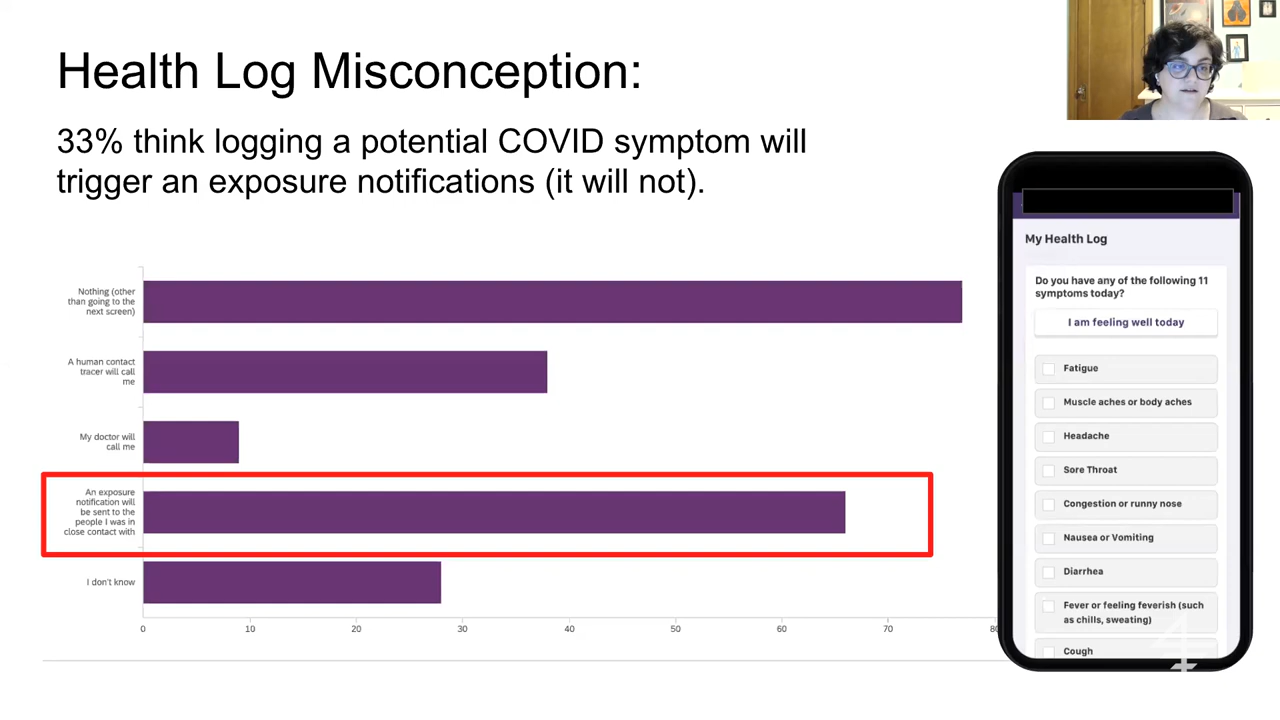 Health Log Misconception:
33% think logging a potential COVID symptom will
trigger an exposure notifications (it will not).
Nothing (other
than going to the
next screen)
A human contact
tracer will call
me
My doctor will
call me
An exposure
notification will
be sent to the
people I was in
close contact with
I don't know
0 10 20 30 40 50 60 70 80
My Health Log
Do you have any of the following 11
symptoms today?
I am feeling well today
Fatigue
Muscle aches or body aches
Headache
Sore Throat
Congestion or runny nose
Nausea or Vomiting
Diarrhea
Fever or feeling feverish (such
as chills, sweating)
Cough